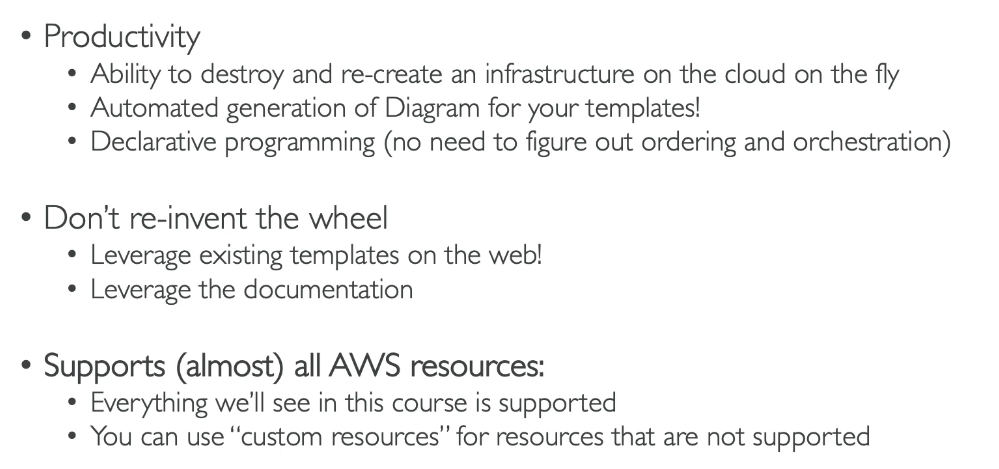 • Productivity
• Ability to destroy and re-create an infrastructure on the cloud on the fly
• Automated generation of Diagram for your templates!
• Declarative programming (no need to figure out ordering and orchestration)
• Don't re-invent the wheel
• Leverage existing templates on the web!
• Leverage the documentation
• Supports (almost) all AWS resources:
• Everything we'll see in this course is supported
• You can use “custom resources” for resources that are not supported